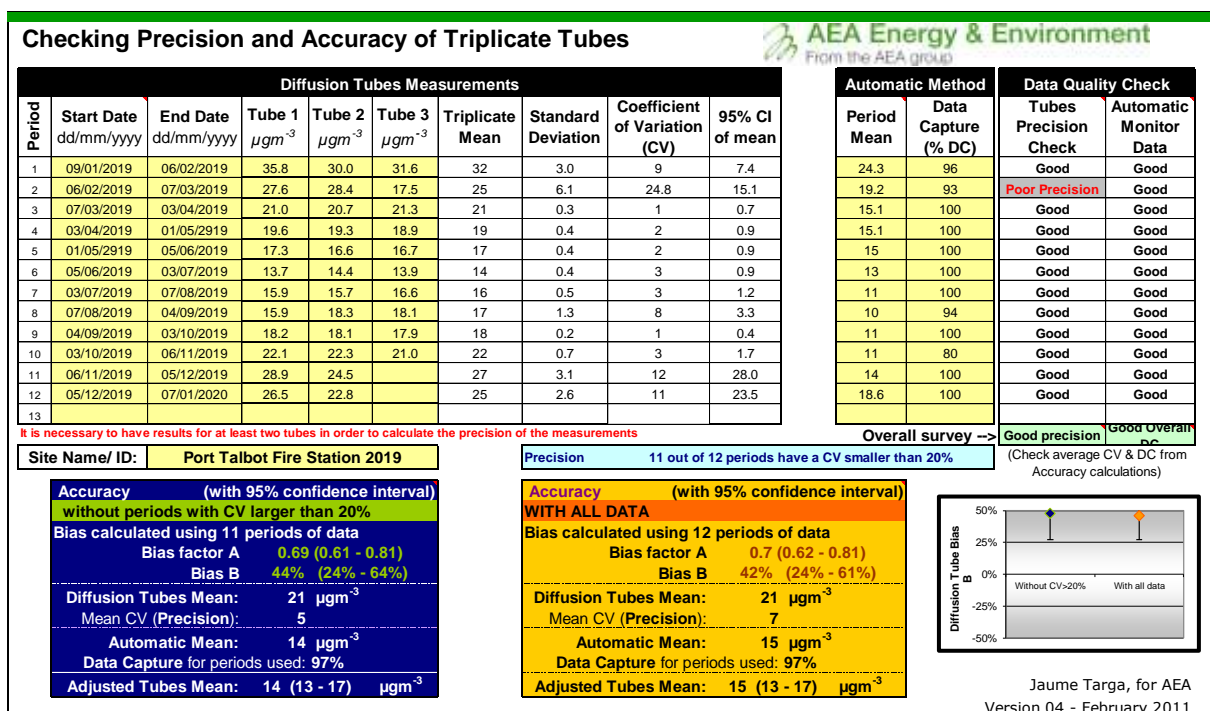 Checking Precision and Accuracy of Triplicate Tubes
AEA Energy & Environment
From the AEA group
Diffusion Tubes Measurements
Automatic Method
Data Quality Check
Period Start Date dd/mm/yyyy End Date dd/mm/yyyy Tube 1 µgm-3 Tube 2 µgm-3 Tube 3 µgm-3 Triplicate Mean Standard Deviation Coefficient of Variation (CV) 95% CI of mean Period Mean Data Capture (% DC) Tubes Precision Check Automatic Monitor Data
1 09/01/2019 06/02/2019 35.8 30.0 31.6 32 3.0 9 7.4 24.3 96 Good Good
2 06/02/2019 07/03/2019 27.6 28.4 17.5 25 6.1 24.8 15.1 19.2 93 Poor Precision Good
3 07/03/2019 03/04/2019 21.0 20.7 21.3 21 0.3 1 0.7 15.1 100 Good Good
4 03/04/2019 01/05/2919 19.6 19.3 18.9 19 0.4 2 0.9 15.1 100 Good Good
5 01/05/2919 05/06/2019 17.3 16.6 16.7 17 0.4 2 0.9 15 100 Good Good
6 05/06/2019 03/07/2019 13.7 14.4 13.9 14 0.4 3 0.9 13 100 Good Good
7 03/07/2019 07/08/2019 15.9 15.7 16.6 16 0.5 3 1.2 11 100 Good Good
8 07/08/2019 04/09/2019 15.9 18.3 18.1 17 1.3 8 3.3 10 94 Good Good
9 04/09/2019 03/10/2019 18.2 18.1 17.9 18 0.2 1 0.4 11 100 Good Good
10 03/10/2019 06/11/2019 22.1 22.3 21.0 22 0.7 3 1.7 11 80 Good Good
11 06/11/2019 05/12/2019 28.9 24.5 27 3.1 12 28.0 14 100 Good Good
12 05/12/2019 07/01/2020 26.5 22.8 25 2.6 11 23.5 18.6 100 Good Good
13
It is necessary to have results for at least two tubes in order to calculate the precision of the measurements
Overall survey --> Good precision Good Overall DC
Site Name/ ID: Port Talbot Fire Station 2019
Precision 11 out of 12 periods have a CV smaller than 20%
(Check average CV & DC from
Accuracy calculations)
Accuracy (with 95% confidence interval)
without periods with CV larger than 20%
Bias calculated using 11 periods of data
Bias factor A 0.69 (0.61 - 0.81)
Bias B 44% (24% - 64%)
Diffusion Tubes Mean: 21 µgm-3
Mean CV (Precision): 5
Automatic Mean: 14 µgm-3
Data Capture for periods used: 97%
Adjusted Tubes Mean: 14 (13 - 17) µgm-3
Accuracy (with 95% confidence interval)
WITH ALL DATA
Bias calculated using 12 periods of data
Bias factor A 0.7 (0.62 - 0.81)
Bias B 42% (24% - 61%)
Diffusion Tubes Mean: 21 µgm-3
Mean CV (Precision): 7
Automatic Mean: 15 µgm-3
Data Capture for periods used: 97%
Adjusted Tubes Mean: 15 (13 - 17) µgm-3
Diffusion Tube Bias B
50%
25%
0%
-25%
-50%
Without CV>20% With all data
Jaume Targa, for AEA
Version 04 - February 2011